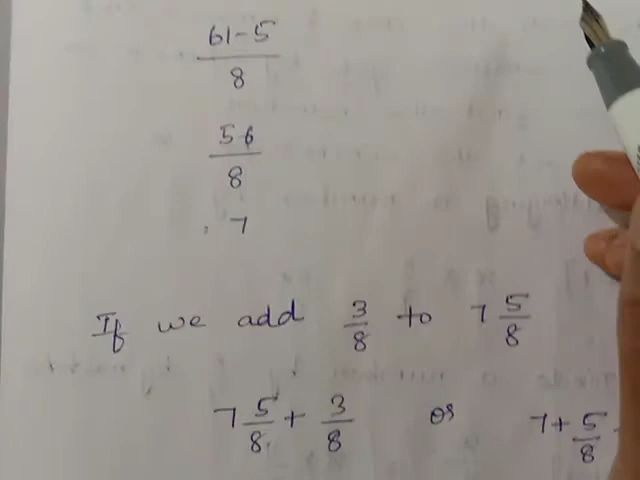 61-5
8
56
8
7
If we add 3/8 to 7 5/8
7 5/8 + 3/8 or 7+5/8